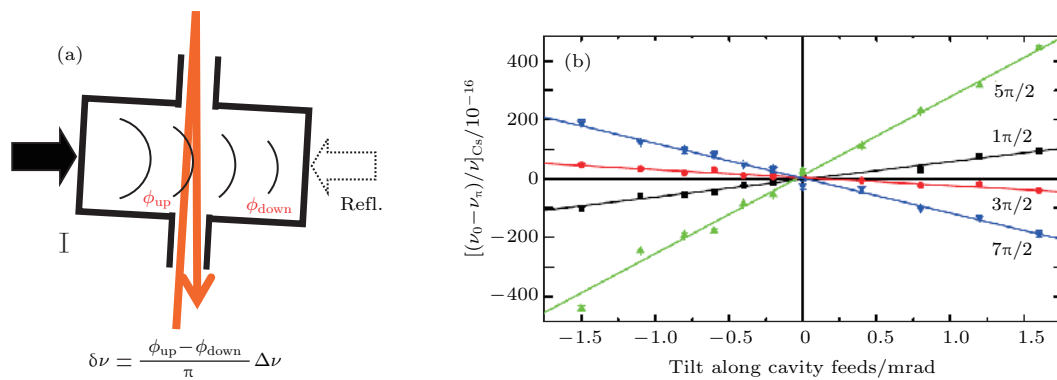 (a)
ϕup
ϕdown
Refl.
δν = (ϕup−ϕdown)/π Δν
(b)
[(ν0−νπ)/ν]Cs/10−16
400
200
0
−200
−400
5π/2
1π/2
3π/2
7π/2
−1.5 −1.0 −0.5 0 0.5 1.0 1.5
Tilt along cavity feeds/mrad